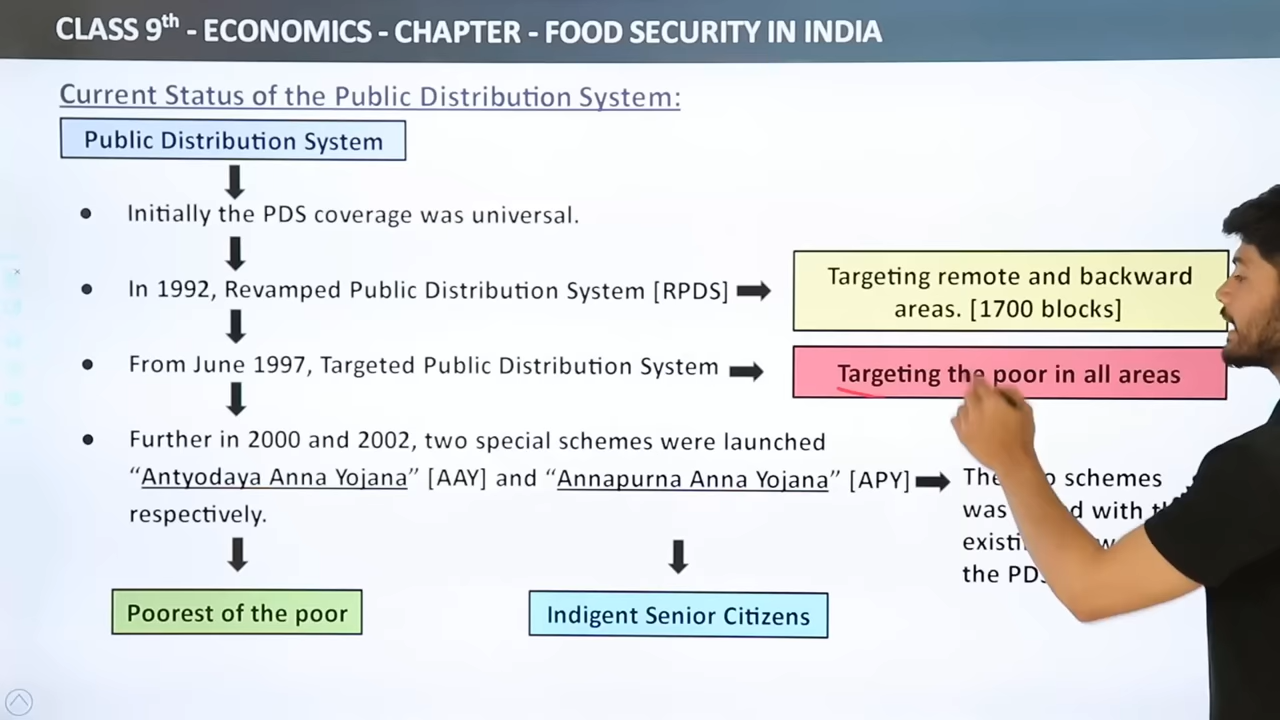 CLASS 9th - ECONOMICS - CHAPTER - FOOD SECURITY IN INDIA
Current Status of the Public Distribution System:
Public Distribution System
● Initially the PDS coverage was universal.
● In 1992, Revamped Public Distribution System [RPDS]
Targeting remote and backward
areas. [1700 blocks]
● From June 1997, Targeted Public Distribution System
Targeting the poor in all areas
● Further in 2000 and 2002, two special schemes were launched
“Antyodaya Anna Yojana” [AAY] and “Annapurna Anna Yojana” [APY]
respectively.
schemes
was with
the
Poorest of the poor
Indigent Senior Citizens